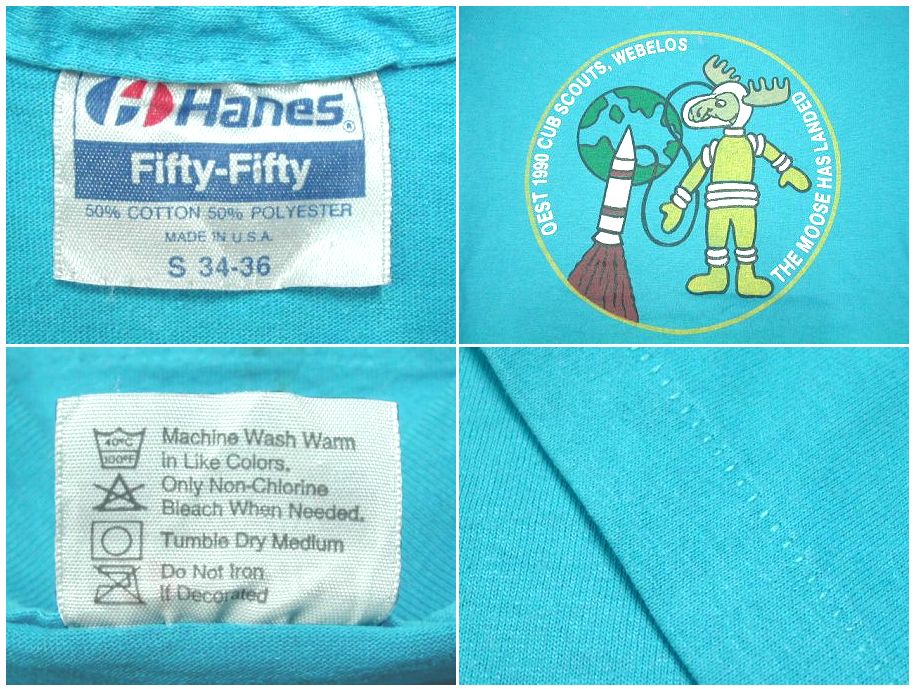 Hanes®
Fifty-Fifty
50% COTTON 50% POLYESTER
MADE IN U.S.A.
S 34-36
OEST 1990 CUB SCOUTS, WEBELOS
THE MOOSE HAS LANDED
40°C
100°F
Machine Wash Warm
In Like Colors.
Only Non-Chlorine
Bleach When Needed.
Tumble Dry Medium
Do Not Iron
If Decorated